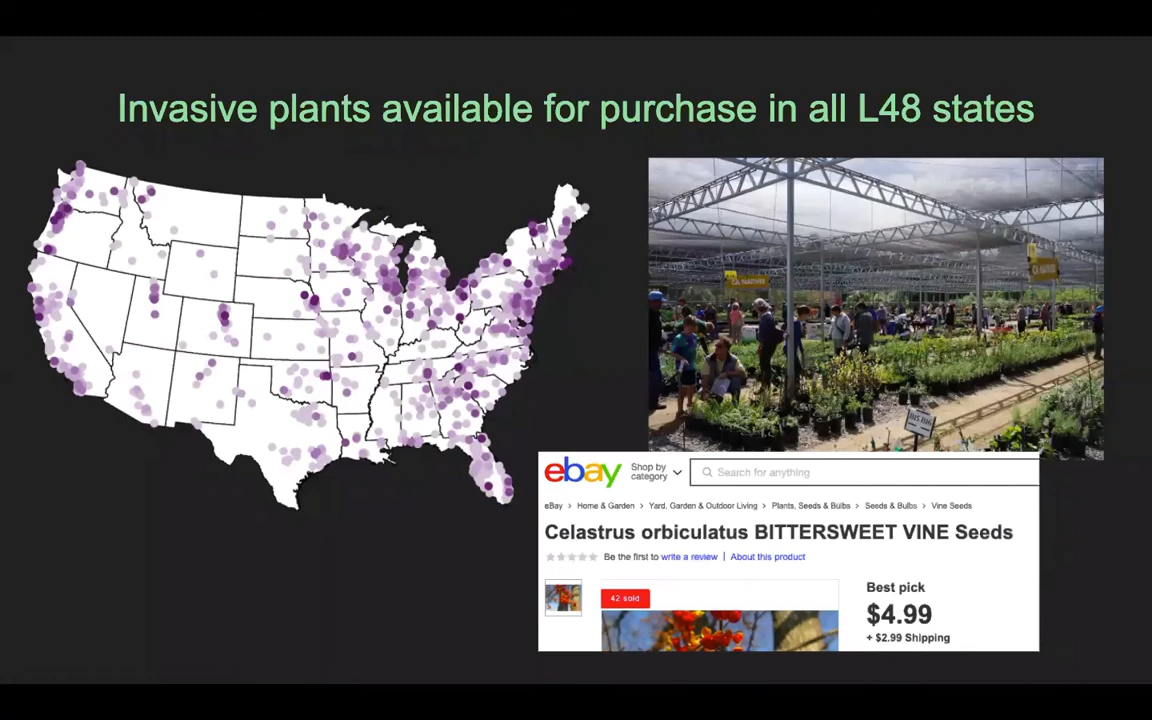 Invasive plants available for purchase in all L48 states
CA NATIVE
ebay
Shop by category
Search for anything
eBay > Home & Garden > Yard, Garden & Outdoor Living > Plants, Seeds & Bulbs > Seeds & Bulbs > Vine Seeds
Celastrus orbiculatus BITTERSWEET VINE Seeds
Be the first to write a review | About this product
42 sold
Best pick
$4.99
+ $2.99 Shipping